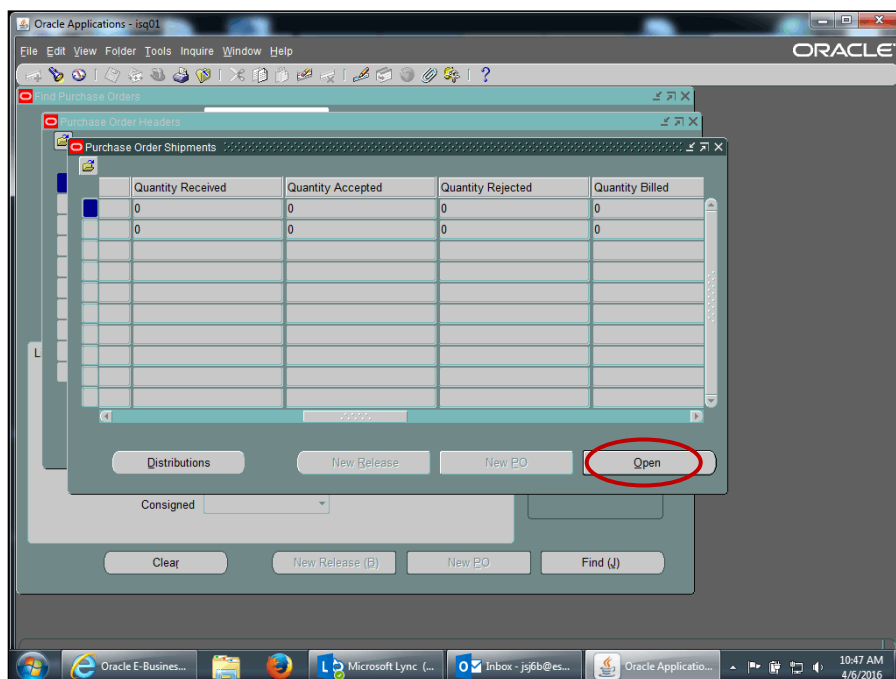 Oracle Applications - isq01
File Edit View Folder Tools Inquire Window Help
ORACLE
Find Purchase Orders
Purchase Order Headers
Purchase Order Shipments
Quantity Received Quantity Accepted Quantity Rejected Quantity Billed
0 0 0 0
0 0 0 0
L
Distributions New Release New PO Open
Consigned
Clear New Release (B) New PO Find (J)
Oracle E-Busines... Microsoft Lync (... Inbox - jsj6b@es... Oracle Applicatio... 10:47 AM
4/6/2016